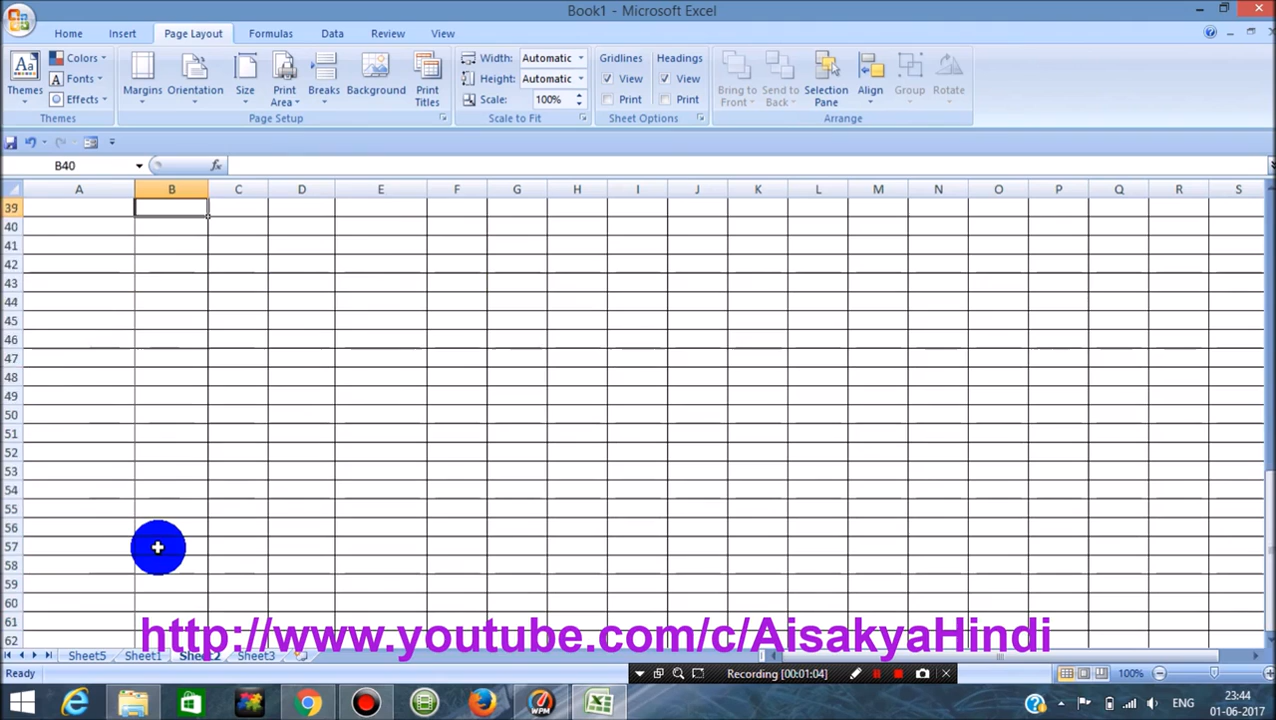 Book1 - Microsoft Excel
Home Insert Page Layout Formulas Data Review View
Themes Colors Fonts Effects
Margins Orientation Size Print Area Breaks Background Print Titles
Width: Automatic
Height: Automatic
Scale: 100%
Gridlines Headings
View View
Print Print
Bring to Front Send to Back Selection Pane Align Group Rotate
Themes Page Setup Scale to Fit Sheet Options Arrange
B40 fx
A B C D E F G H I J K L M N O P Q R S
39
40
41
42
43
44
45
46
47
48
49
50
51
52
53
54
55
56
57
58
59
60
61
62
http://www.youtube.com/c/AisakyaHindi
Sheet5 Sheet1 Sheet2 Sheet3
Ready Recording [00:01:04] 100%
WPM ENG 23:44
01-06-2017